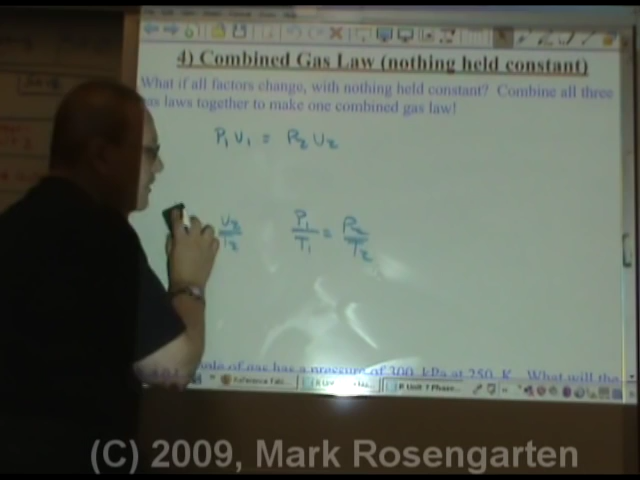 4) Combined Gas Law (nothing held constant)
What if all factors change, with nothing held constant? Combine all three
gas laws together to make one combined gas law!
P₁V₁ = P₂V₂
V₂/T₂ P₁/T₁ = P₂/T₂
of gas has a pressure of 300. kPa at 250. K. What will the
(C) 2009, Mark Rosengarten